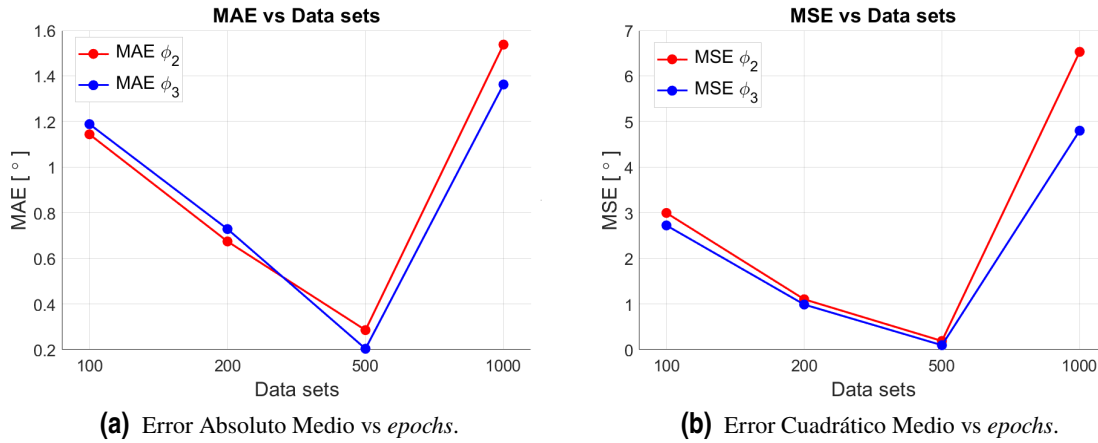 MAE vs Data sets
1.6
1.4
1.2
1
0.8
0.6
0.4
0.2
MAE [ ° ]
MAE ϕ2
MAE ϕ3
100
200
500
1000
Data sets
(a) Error Absoluto Medio vs epochs.
MSE vs Data sets
7
6
5
4
3
2
1
0
MSE [ ° ]
MSE ϕ2
MSE ϕ3
100
200
500
1000
Data sets
(b) Error Cuadrático Medio vs epochs.